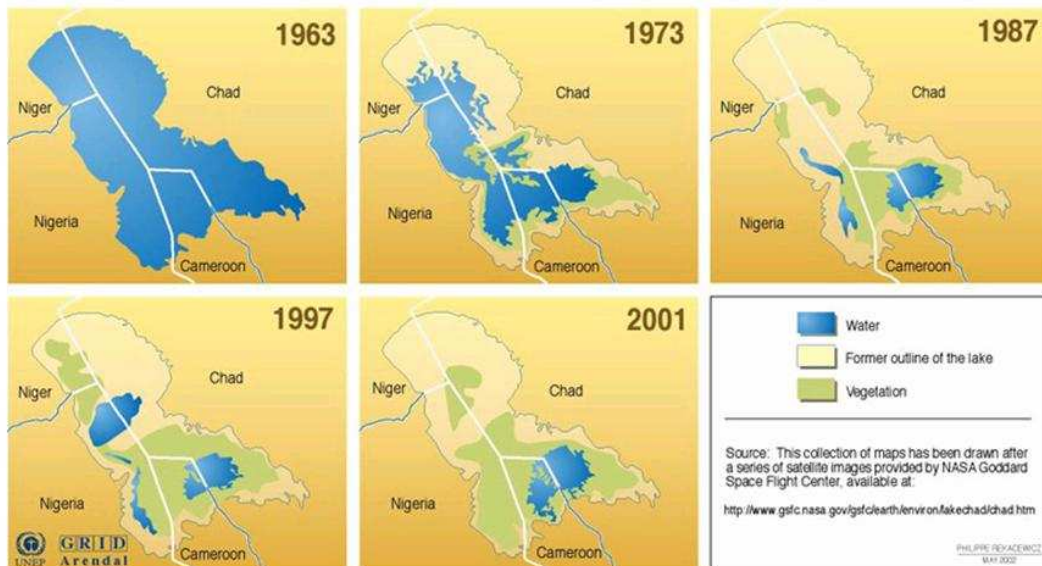 1963
Niger
Chad
Nigeria
Cameroon
1973
Niger
Chad
Nigeria
Cameroon
1987
Niger
Chad
Nigeria
Cameroon
1997
Niger
Chad
Nigeria
Cameroon
UNEP
GRID
Arendal
2001
Niger
Chad
Nigeria
Cameroon
Water
Former outline of the lake
Vegetation
Source: This collection of maps has been drawn after
a series of satellite images provided by NASA Goddard
Space Flight Center, available at:
http://www.gsfc.nasa.gov/gsfc/earth/environ/lakechad/chad.htm
PHILIPPE REKACEWICZ
MAY 2002